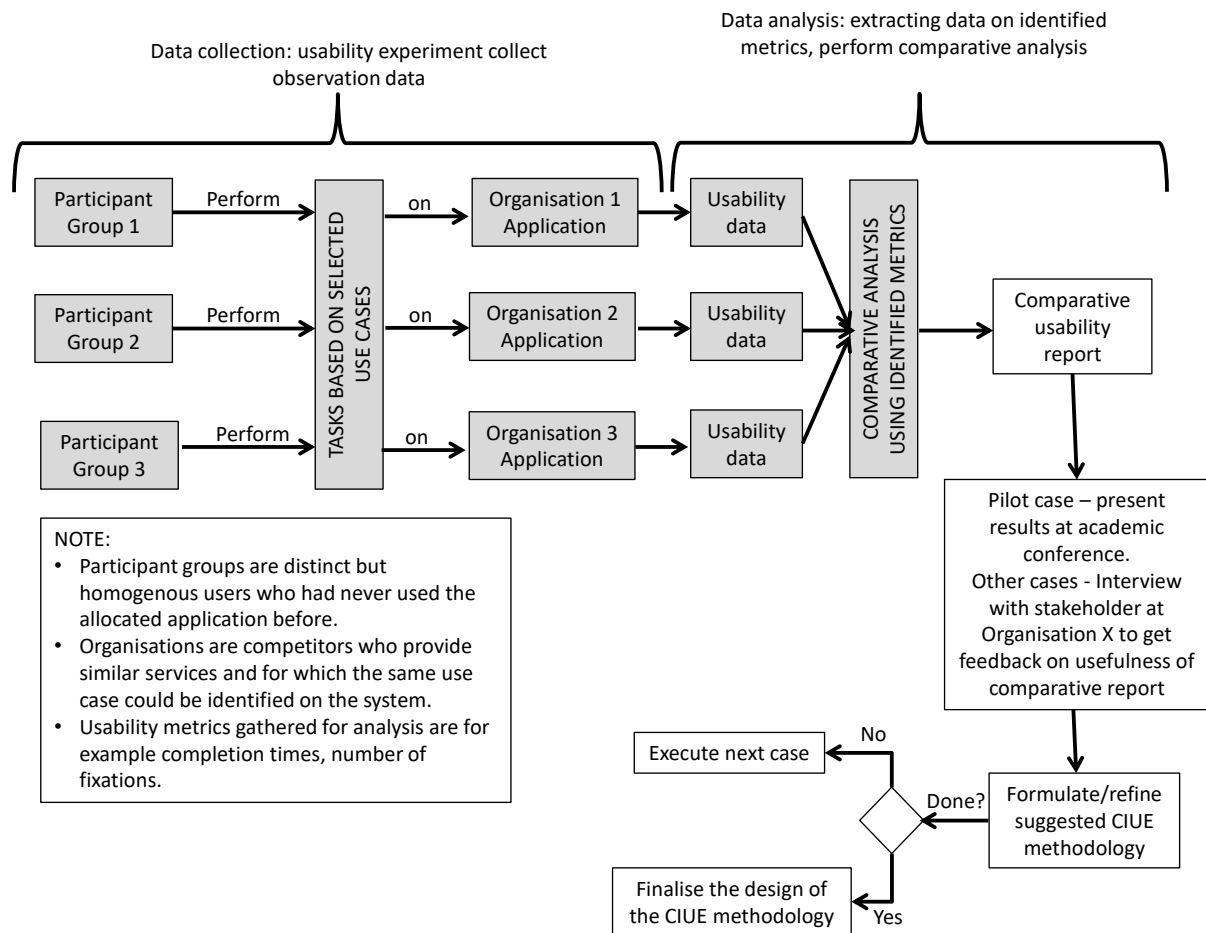 Data collection: usability experiment collect
observation data
Data analysis: extracting data on identified
metrics, perform comparative analysis
Participant
Group 1
Perform
TASKS BASED ON SELECTED
USE CASES
on
Organisation 1
Application
Usability
data
COMPARATIVE ANALYSIS
USING IDENTIFIED METRICS
Participant
Group 2
Perform
on
Organisation 2
Application
Usability
data
Comparative
usability
report
Participant
Group 3
Perform
on
Organisation 3
Application
Usability
data
NOTE:
• Participant groups are distinct but
homogenous users who had never used the
allocated application before.
• Organisations are competitors who provide
similar services and for which the same use
case could be identified on the system.
• Usability metrics gathered for analysis are for
example completion times, number of
fixations.
Pilot case – present
results at academic
conference.
Other cases - Interview
with stakeholder at
Organisation X to get
feedback on usefulness of
comparative report
Formulate/refine
suggested CIUE
methodology
Done?
No
Execute next case
Yes
Finalise the design of
the CIUE methodology